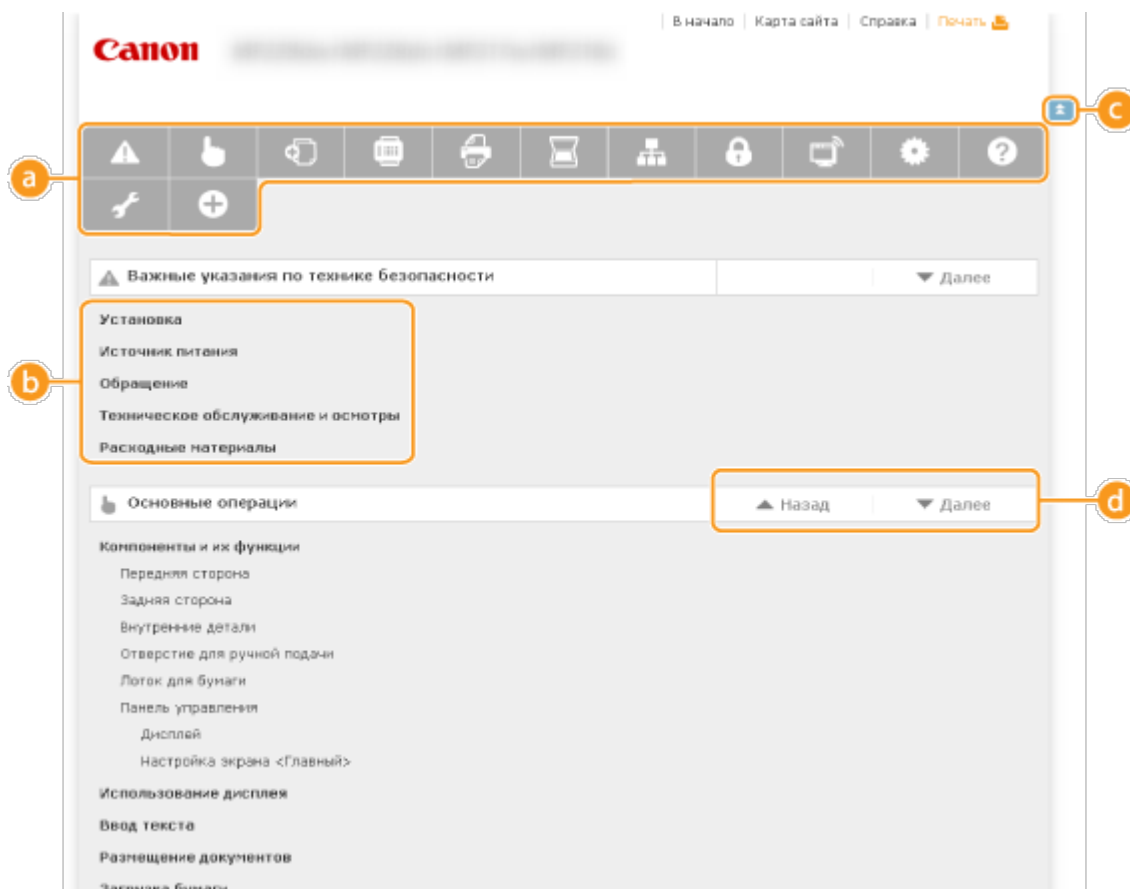 В начало | Карта сайта | Справка | Печать
Canon
c
a
Важные указания по технике безопасности
Далее
Установка
Источник питания
b
Обращение
Техническое обслуживание и осмотры
Расходные материалы
Основные операции
Назад
Далее
d
Компоненты и их функции
Передняя сторона
Задняя сторона
Внутренние детали
Отверстие для ручной подачи
Лоток для бумаги
Панель управления
Дисплей
Настройка экрана <Главный>
Использование дисплея
Ввод текста
Размещение документов
Загрузка бумаги